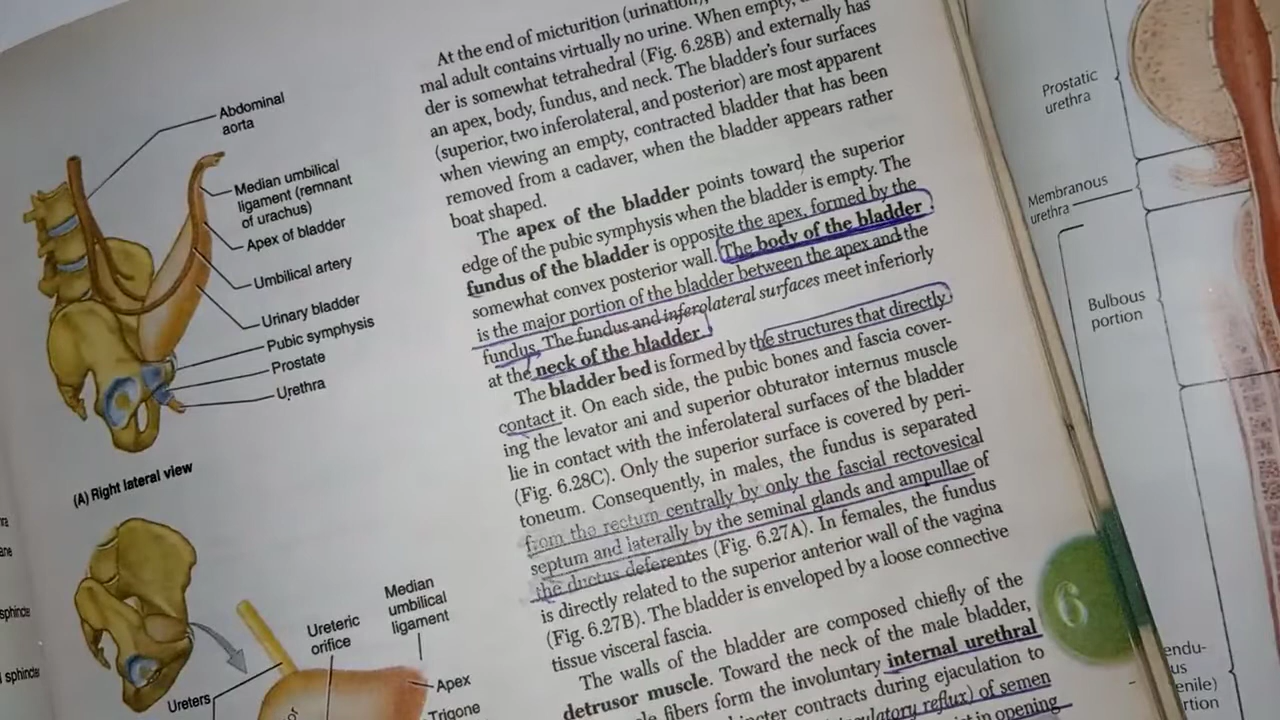 Abdominal
aorta
Median umbilical
ligament (remnant
of urachus)
Apex of bladder
Umbilical artery
Urinary bladder
Pubic symphysis
Prostate
Urethra
(A) Right lateral view
sphincter
Ureteric
orifice
Median
umbilical
ligament
Ureters
Apex
Trigone
At the end of micturition (urination),
mal adult contains virtually no urine. When empty,
der is somewhat tetrahedral (Fig. 6.28B) and externally has
an apex, body, fundus, and neck. The bladder's four surfaces
(superior, two inferolateral, and posterior) are most apparent
when viewing an empty, contracted bladder that has been
removed from a cadaver, when the bladder appears rather
boat shaped.
The apex of the bladder points toward the superior
edge of the pubic symphysis when the bladder is empty. The
fundus of the bladder is opposite the apex, formed by the
somewhat convex posterior wall. The body of the bladder
is the major portion of the bladder between the apex and the
fundus. The fundus and inferolateral surfaces meet inferiorly
at the neck of the bladder.
The bladder bed is formed by the structures that directly
contact it. On each side, the pubic bones and fascia cover-
ing the levator ani and superior obturator internus muscle
lie in contact with the inferolateral surfaces of the bladder
(Fig. 6.28C). Only the superior surface is covered by peri-
toneum. Consequently, in males, the fundus is separated
from the rectum centrally by only the fascial rectovesical
septum and laterally by the seminal glands and ampullae of
the ductus deferentes (Fig. 6.27A). In females, the fundus
is directly related to the superior anterior wall of the vagina
(Fig. 6.27B). The bladder is enveloped by a loose connective
tissue visceral fascia.
The walls of the bladder are composed chiefly of the
detrusor muscle. Toward the neck of the male bladder,
fibers form the involuntary internal urethral
contracts during ejaculation to
reflux) of semen
in opening
6
Prostatic
urethra
Membranous
urethra
Bulbous
portion